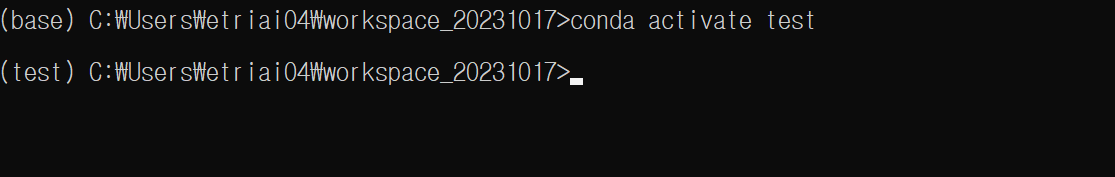 (base) C:₩Users₩etriai04₩workspace_20231017>conda activate test
(test) C:₩Users₩etriai04₩workspace_20231017>